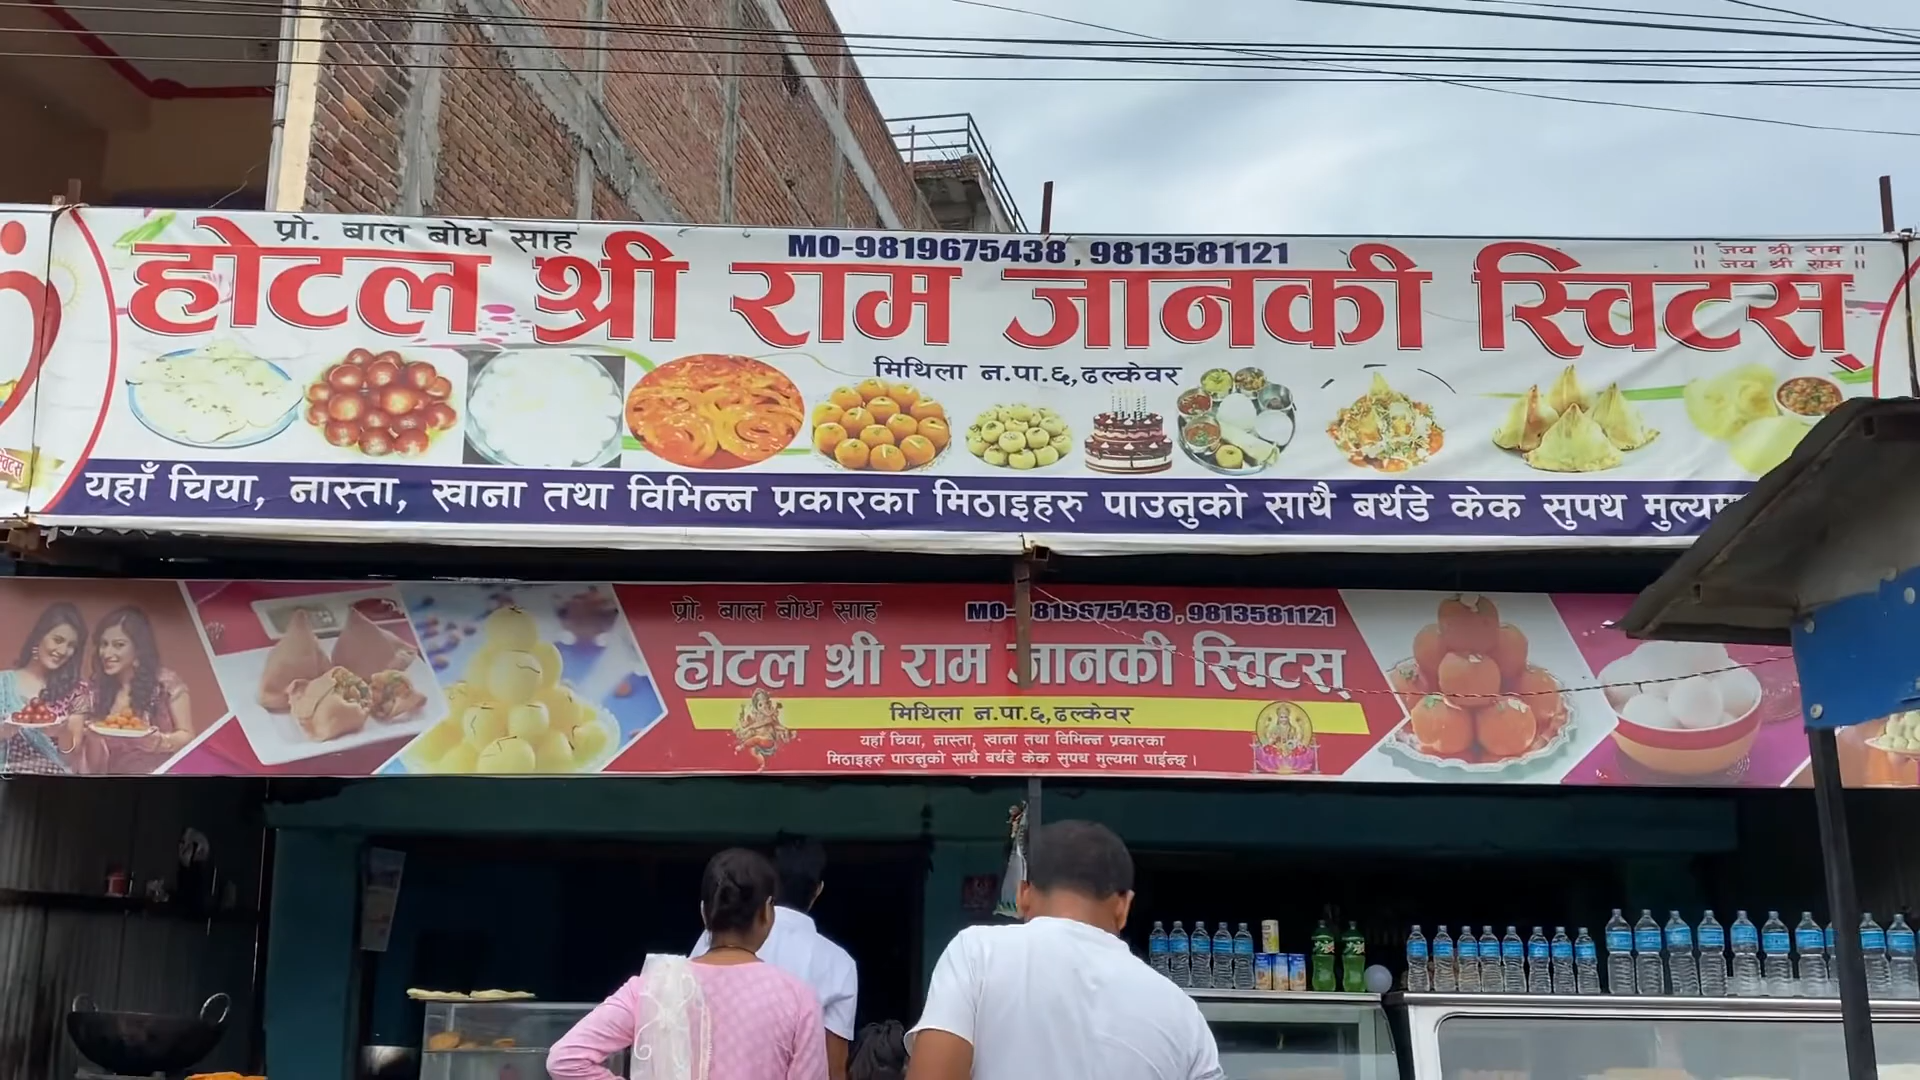 प्रो. बाल बोध साह
MO-9819675438, 9813581121
।। जय श्री राम ।।
।। जय श्री राम ।।
होटल श्री राम जानकी स्विटस्
मिथिला न.पा.६,ढल्केवर
यहाँ चिया, नास्ता, खाना तथा विभिन्न प्रकारका मिठाइहरु पाउनुको साथै बर्थडे केक सुपथ
प्रो. बाल बोध साह
9813581121
होटल श्री राम जानकी स्विटस्
मिथिला न.पा.६,ढल्केवर
यहाँ चिया, नास्ता, खाना तथा विभिन्न प्रकारका
मिठाइहरु पाउनुको साथै बर्थडे केक सुपथ मुल्यमा पाईन्छ।